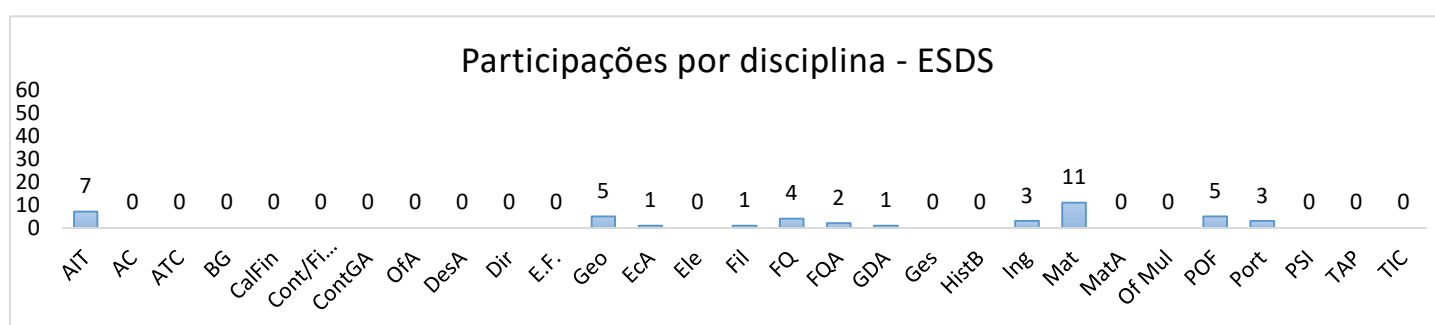 Participações por disciplina - ESDS
60
50
40
30
20
10
0
7 0 0 0 0 0 0 0 0 0 0 5 1 0 1 4 2 1 0 0 3 11 0 0 5 3 0 0 0
AIT AC ATC BG CalFin Cont/Fi... ContGA OfA DesA Dir E.F. Geo EcA Ele Fil FQ FQA GDA Ges HistB Ing Mat MatA Of Mul POF Port PSI TAP TIC